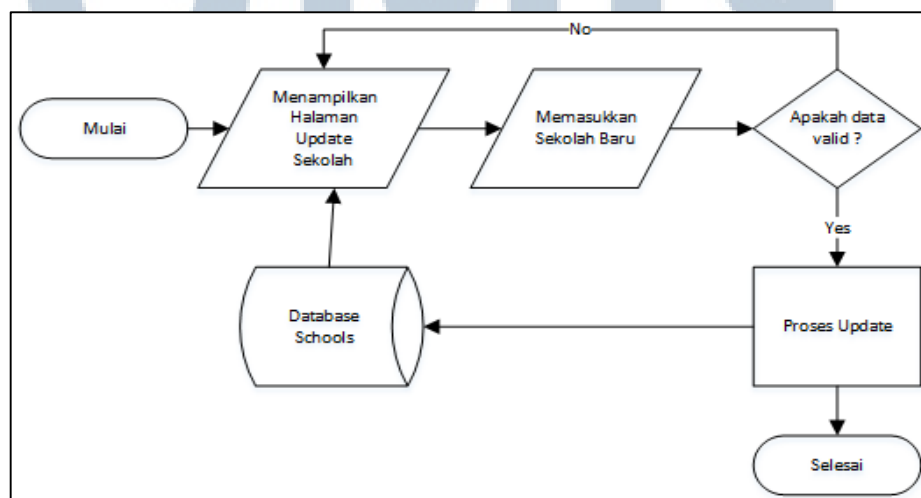 No
Mulai
Menampilkan
Halaman
Update
Sekolah
Memasukkan
Sekolah Baru
Apakah data
valid ?
Yes
Database
Schools
Proses Update
Selesai